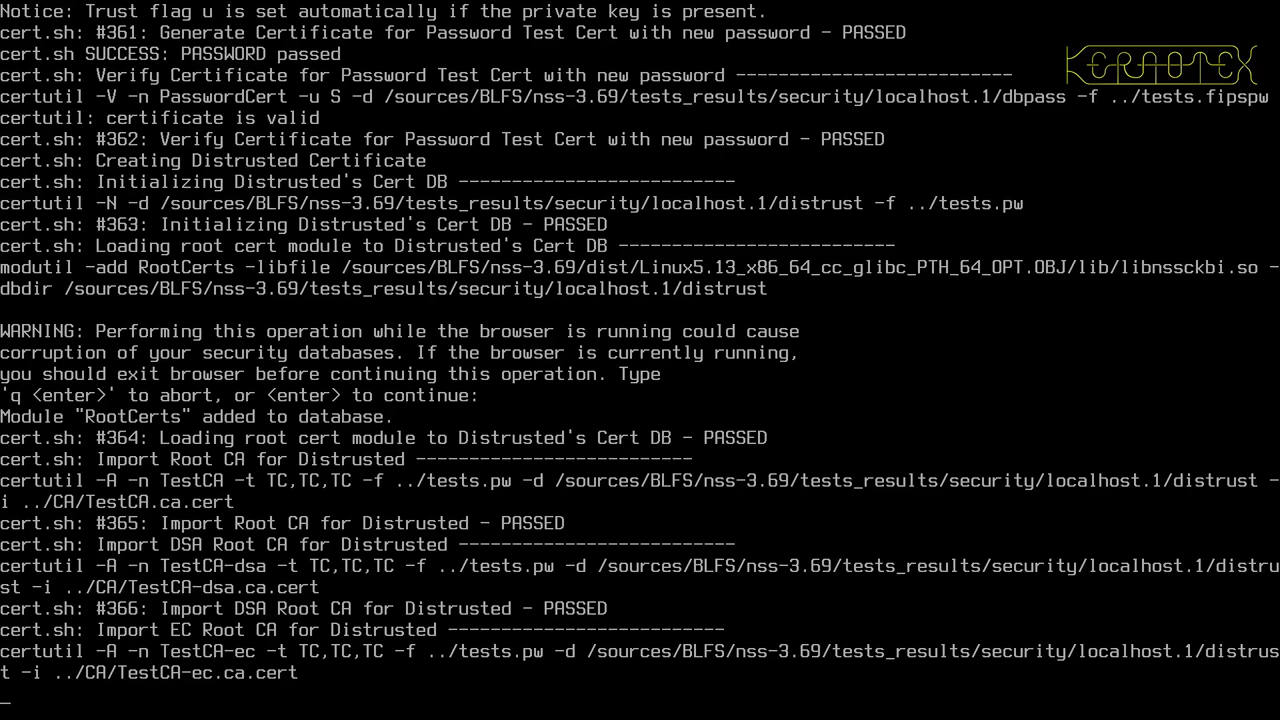 Notice: Trust flag u is set automatically if the private key is present.
cert.sh: #361: Generate Certificate for Password Test Cert with new password - PASSED
cert.sh SUCCESS: PASSWORD passed
cert.sh: Verify Certificate for Password Test Cert with new password --------------------------
certutil -V -n PasswordCert -u S -d /sources/BLFS/nss-3.69/tests_results/security/localhost.1/dbpass -f ../tests.fipspw
certutil: certificate is valid
cert.sh: #362: Verify Certificate for Password Test Cert with new password - PASSED
cert.sh: Creating Distrusted Certificate
cert.sh: Initializing Distrusted's Cert DB --------------------------
certutil -N -d /sources/BLFS/nss-3.69/tests_results/security/localhost.1/distrust -f ../tests.pw
cert.sh: #363: Initializing Distrusted's Cert DB - PASSED
cert.sh: Loading root cert module to Distrusted's Cert DB --------------------------
modutil -add RootCerts -libfile /sources/BLFS/nss-3.69/dist/Linux5.13_x86_64_cc_glibc_PTH_64_OPT.OBJ/lib/libnssckbi.so -
dbdir /sources/BLFS/nss-3.69/tests_results/security/localhost.1/distrust
WARNING: Performing this operation while the browser is running could cause
corruption of your security databases. If the browser is currently running,
you should exit browser before continuing this operation. Type
'q <enter>' to abort, or <enter> to continue:
Module "RootCerts" added to database.
cert.sh: #364: Loading root cert module to Distrusted's Cert DB - PASSED
cert.sh: Import Root CA for Distrusted --------------------------
certutil -A -n TestCA -t TC,TC,TC -f ../tests.pw -d /sources/BLFS/nss-3.69/tests_results/security/localhost.1/distrust -
i ../CA/TestCA.ca.cert
cert.sh: #365: Import Root CA for Distrusted - PASSED
cert.sh: Import DSA Root CA for Distrusted --------------------------
certutil -A -n TestCA-dsa -t TC,TC,TC -f ../tests.pw -d /sources/BLFS/nss-3.69/tests_results/security/localhost.1/distru
st -i ../CA/TestCA-dsa.ca.cert
cert.sh: #366: Import DSA Root CA for Distrusted - PASSED
cert.sh: Import EC Root CA for Distrusted --------------------------
certutil -A -n TestCA-ec -t TC,TC,TC -f ../tests.pw -d /sources/BLFS/nss-3.69/tests_results/security/localhost.1/distrus
t -i ../CA/TestCA-ec.ca.cert
_